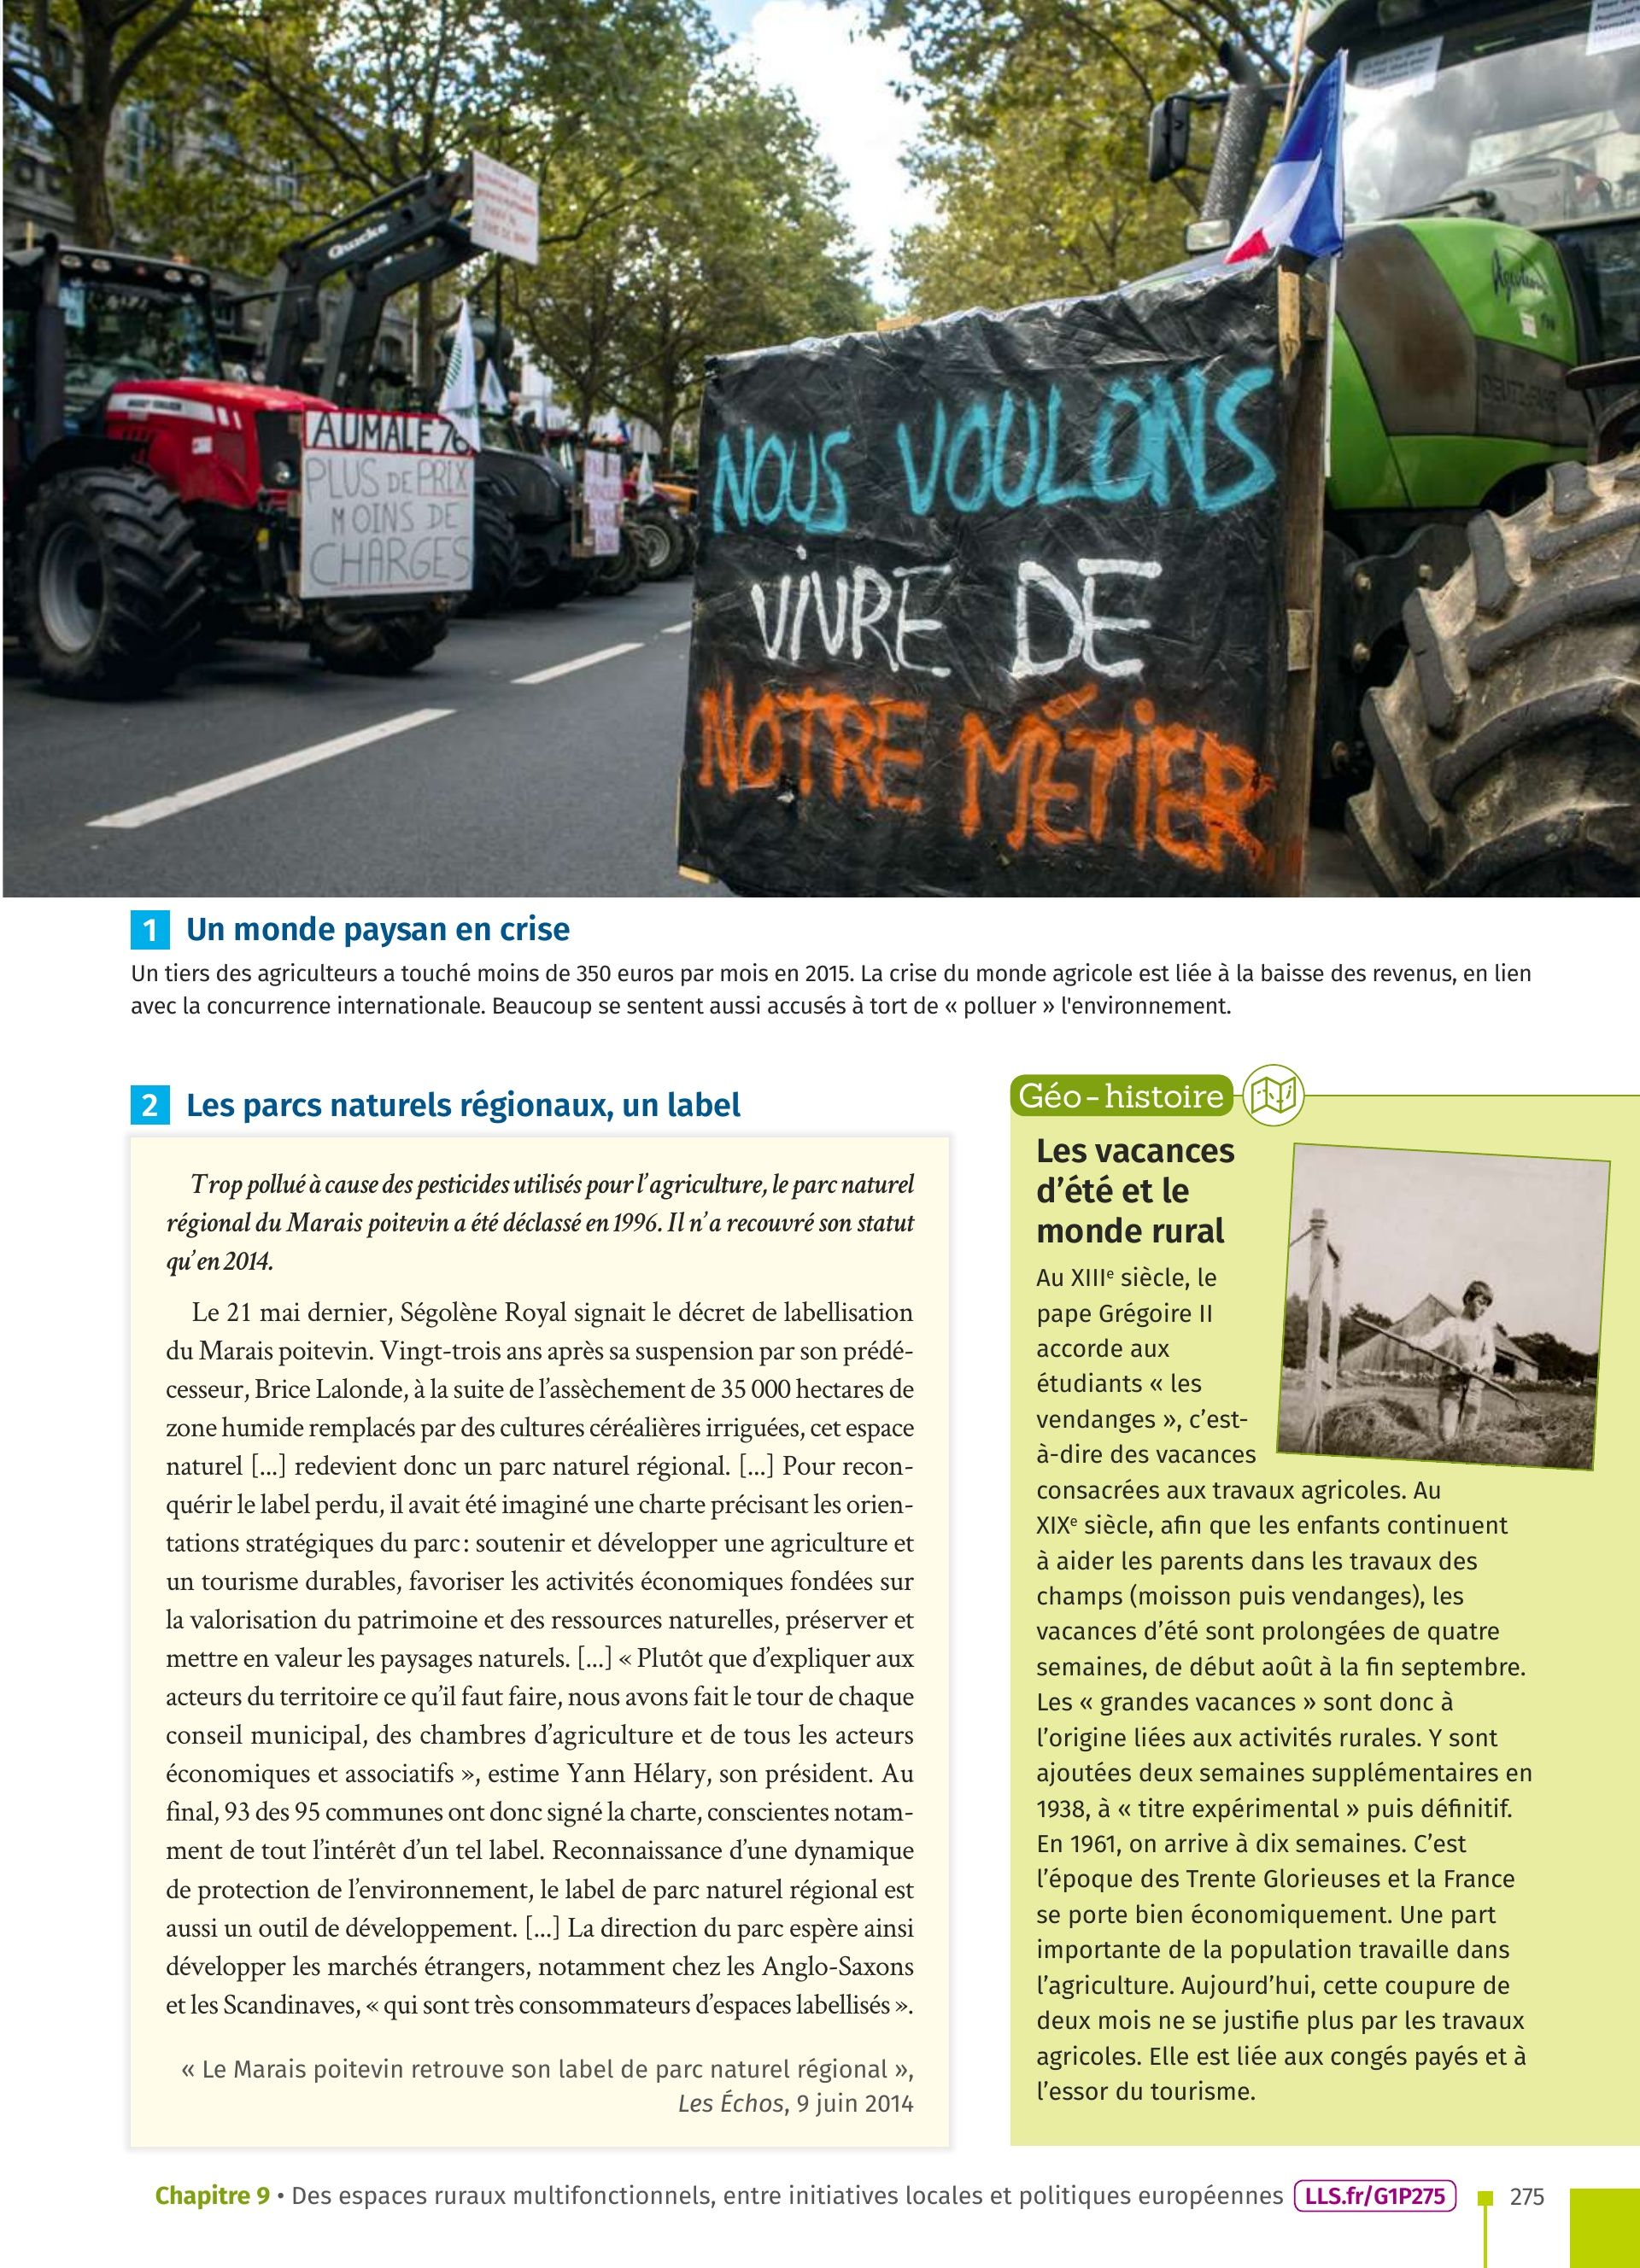 Quicke
AUMALE 76
PLUS DE PRIX
MOINS DE
CHARGES
NOUS VOULONS
VIVRE DE
NOTRE MÉTIER
Agrotron
DEUTZ-FAHR
1 Un monde paysan en crise
Un tiers des agriculteurs a touché moins de 350 euros par mois en 2015. La crise du monde agricole est liée à la baisse des revenus, en lien
avec la concurrence internationale. Beaucoup se sentent aussi accusés à tort de « polluer » l'environnement.
2 Les parcs naturels régionaux, un label
Trop pollué à cause des pesticides utilisés pour l’agriculture, le parc naturel
régional du Marais poitevin a été déclassé en 1996. Il n’a recouvré son statut
qu’en 2014.
Le 21 mai dernier, Ségolène Royal signait le décret de labellisation
du Marais poitevin. Vingt-trois ans après sa suspension par son prédé-
cesseur, Brice Lalonde, à la suite de l’assèchement de 35 000 hectares de
zone humide remplacés par des cultures céréalières irriguées, cet espace
naturel [...] redevient donc un parc naturel régional. [...] Pour recon-
quérir le label perdu, il avait été imaginé une charte précisant les orien-
tations stratégiques du parc : soutenir et développer une agriculture et
un tourisme durables, favoriser les activités économiques fondées sur
la valorisation du patrimoine et des ressources naturelles, préserver et
mettre en valeur les paysages naturels. [...] « Plutôt que d’expliquer aux
acteurs du territoire ce qu’il faut faire, nous avons fait le tour de chaque
conseil municipal, des chambres d’agriculture et de tous les acteurs
économiques et associatifs », estime Yann Hélary, son président. Au
final, 93 des 95 communes ont donc signé la charte, conscientes notam-
ment de tout l’intérêt d’un tel label. Reconnaissance d’une dynamique
de protection de l’environnement, le label de parc naturel régional est
aussi un outil de développement. [...] La direction du parc espère ainsi
développer les marchés étrangers, notamment chez les Anglo-Saxons
et les Scandinaves, « qui sont très consommateurs d’espaces labellisés ».
« Le Marais poitevin retrouve son label de parc naturel régional »,
Les Échos, 9 juin 2014
Géo-histoire
Les vacances
d’été et le
monde rural
Au XIIIe siècle, le
pape Grégoire II
accorde aux
étudiants « les
vendanges », c’est-
à-dire des vacances
consacrées aux travaux agricoles. Au
XIXe siècle, afin que les enfants continuent
à aider les parents dans les travaux des
champs (moisson puis vendanges), les
vacances d’été sont prolongées de quatre
semaines, de début août à la fin septembre.
Les « grandes vacances » sont donc à
l’origine liées aux activités rurales. Y sont
ajoutées deux semaines supplémentaires en
1938, à « titre expérimental » puis définitif.
En 1961, on arrive à dix semaines. C’est
l’époque des Trente Glorieuses et la France
se porte bien économiquement. Une part
importante de la population travaille dans
l’agriculture. Aujourd’hui, cette coupure de
deux mois ne se justifie plus par les travaux
agricoles. Elle est liée aux congés payés et à
l’essor du tourisme.
Chapitre 9 • Des espaces ruraux multifonctionnels, entre initiatives locales et politiques européennes LLS.fr/G1P275 275